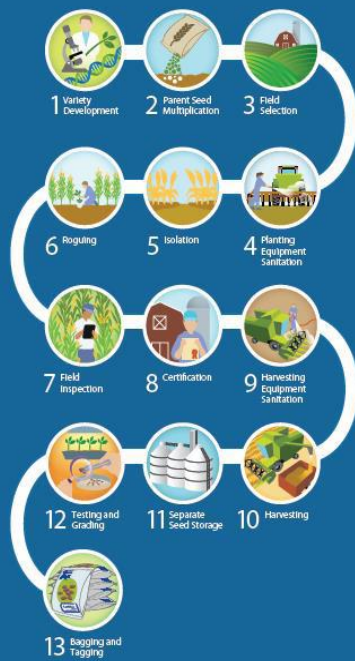 1 Variety
Development
2 Parent Seed
Multiplication
3 Field
Selection
6 Roguing
5 Isolation
4 Planting
Equipment
Sanitation
7 Field
Inspection
8 Certification
9 Harvesting
Equipment
Sanitation
12 Testing and
Grading
11 Separate
Seed Storage
10 Harvesting
13 Bagging and
Tagging